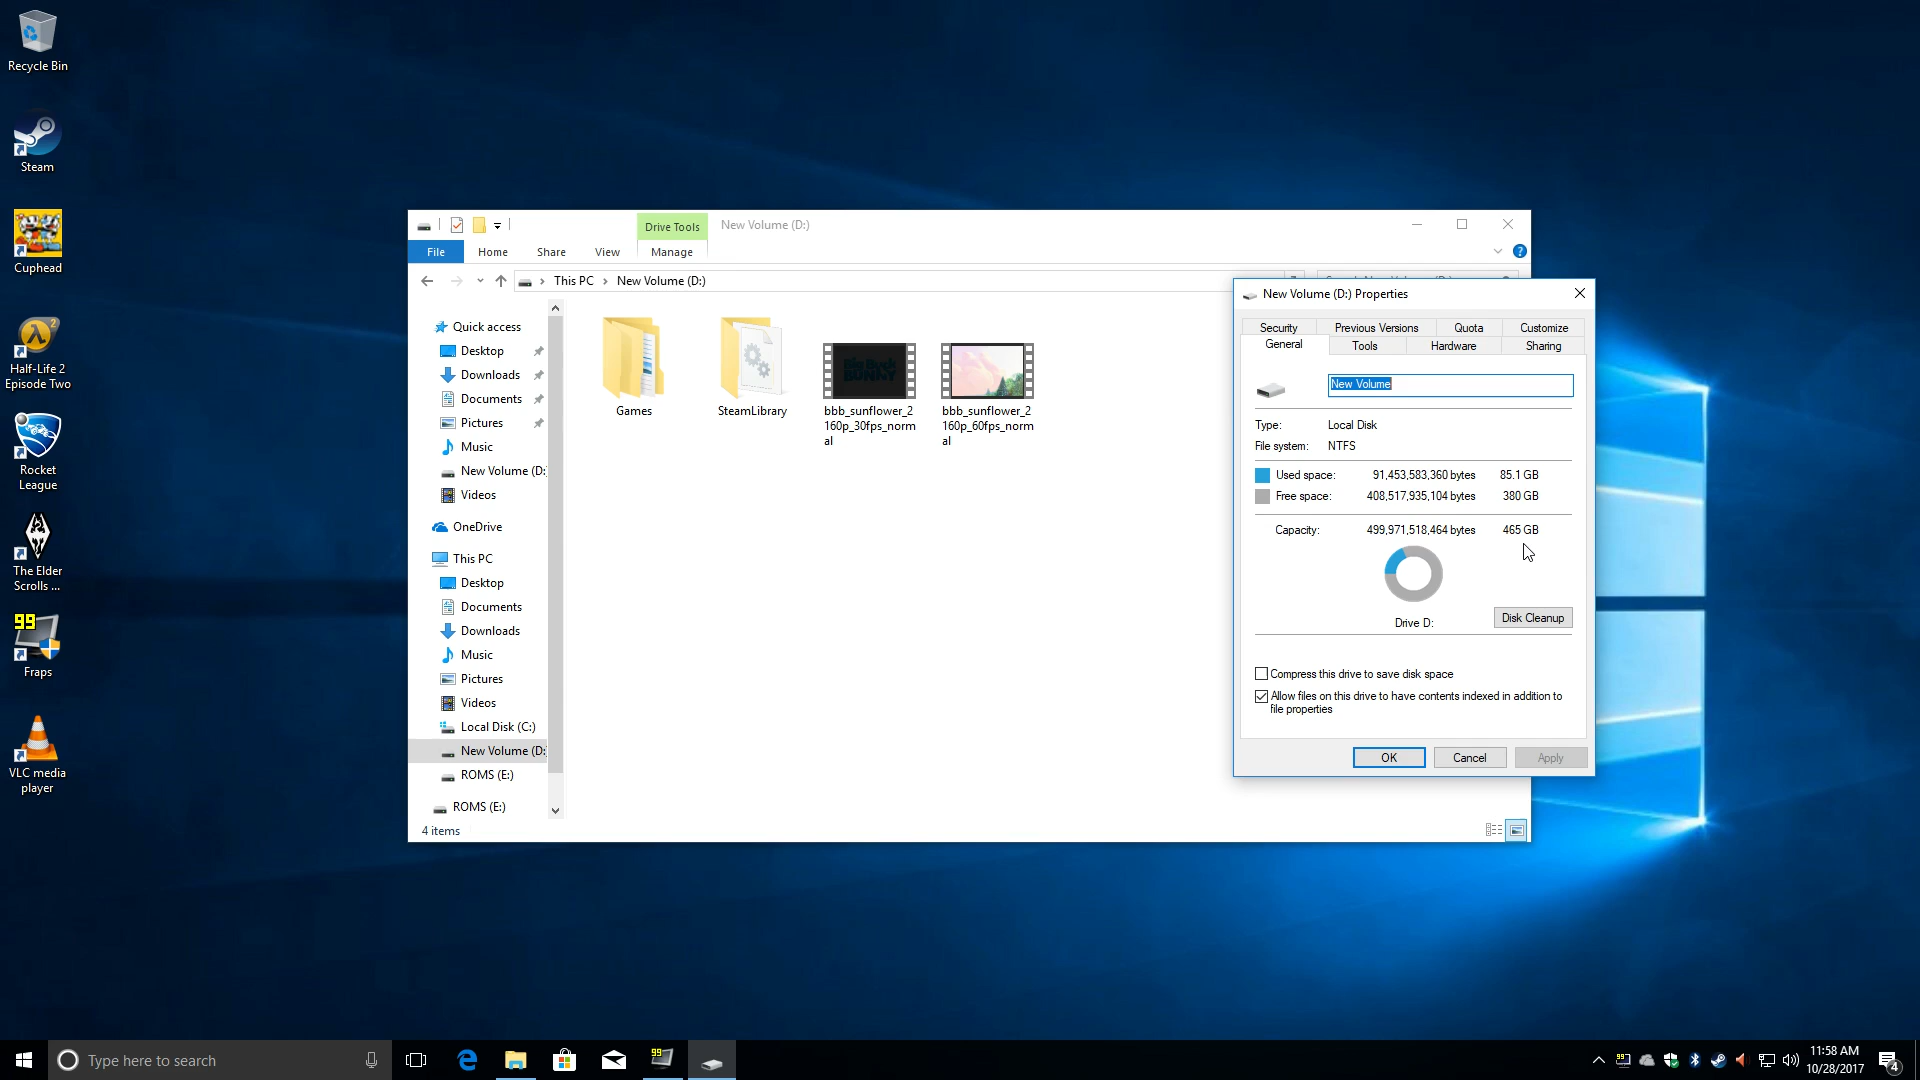 Recycle Bin
Steam
Cuphead
Half-Life 2
Episode Two
Rocket
League
The Elder
Scrolls ...
99
Fraps
VLC media
player
Drive Tools
New Volume (D:)
File
Home
Share
View
Manage
This PC
New Volume (D:)
Quick access
Desktop
Downloads
Documents
Pictures
Music
New Volume (D:
Videos
OneDrive
This PC
Desktop
Documents
Downloads
Music
Pictures
Videos
Local Disk (C:)
New Volume (D:
ROMS (E:)
ROMS (E:)
4 items
Games
SteamLibrary
BIG BUCK
BUNNY
bbb_sunflower_2
160p_30fps_norm
al
bbb_sunflower_2
160p_60fps_norm
al
New Volume (D:) Properties
Security
Previous Versions
Quota
Customize
General
Tools
Hardware
Sharing
New Volume
Type: Local Disk
File system: NTFS
Used space: 91,453,583,360 bytes 85.1 GB
Free space: 408,517,935,104 bytes 380 GB
Capacity: 499,971,518,464 bytes 465 GB
Drive D:
Disk Cleanup
Compress this drive to save disk space
Allow files on this drive to have contents indexed in addition to
file properties
OK
Cancel
Apply
Type here to search
99
99
11:58 AM
10/28/2017
4